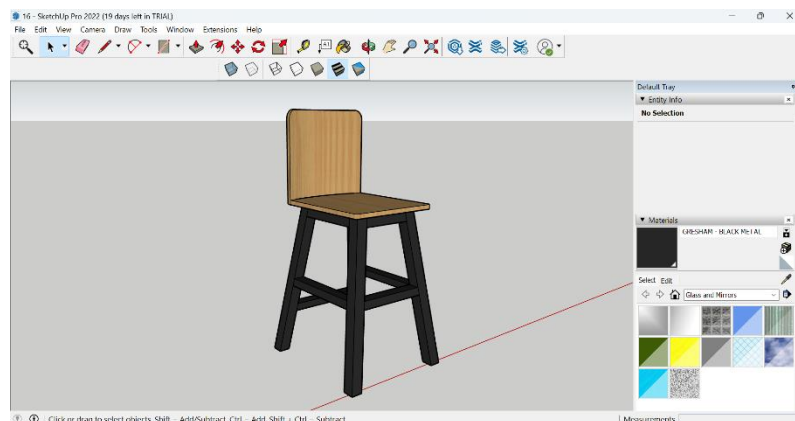 16 - SketchUp Pro 2022 (19 days left in TRIAL)
File Edit View Camera Draw Tools Window Extensions Help
Default Tray
Entity Info
No Selection
Materials
GRESHAM - BLACK METAL
Select Edit
Glass and Mirrors
Click or drag to select objects. Shift - Add/Subtract. Ctrl - Add. Shift + Ctrl - Subtract.
Measurements